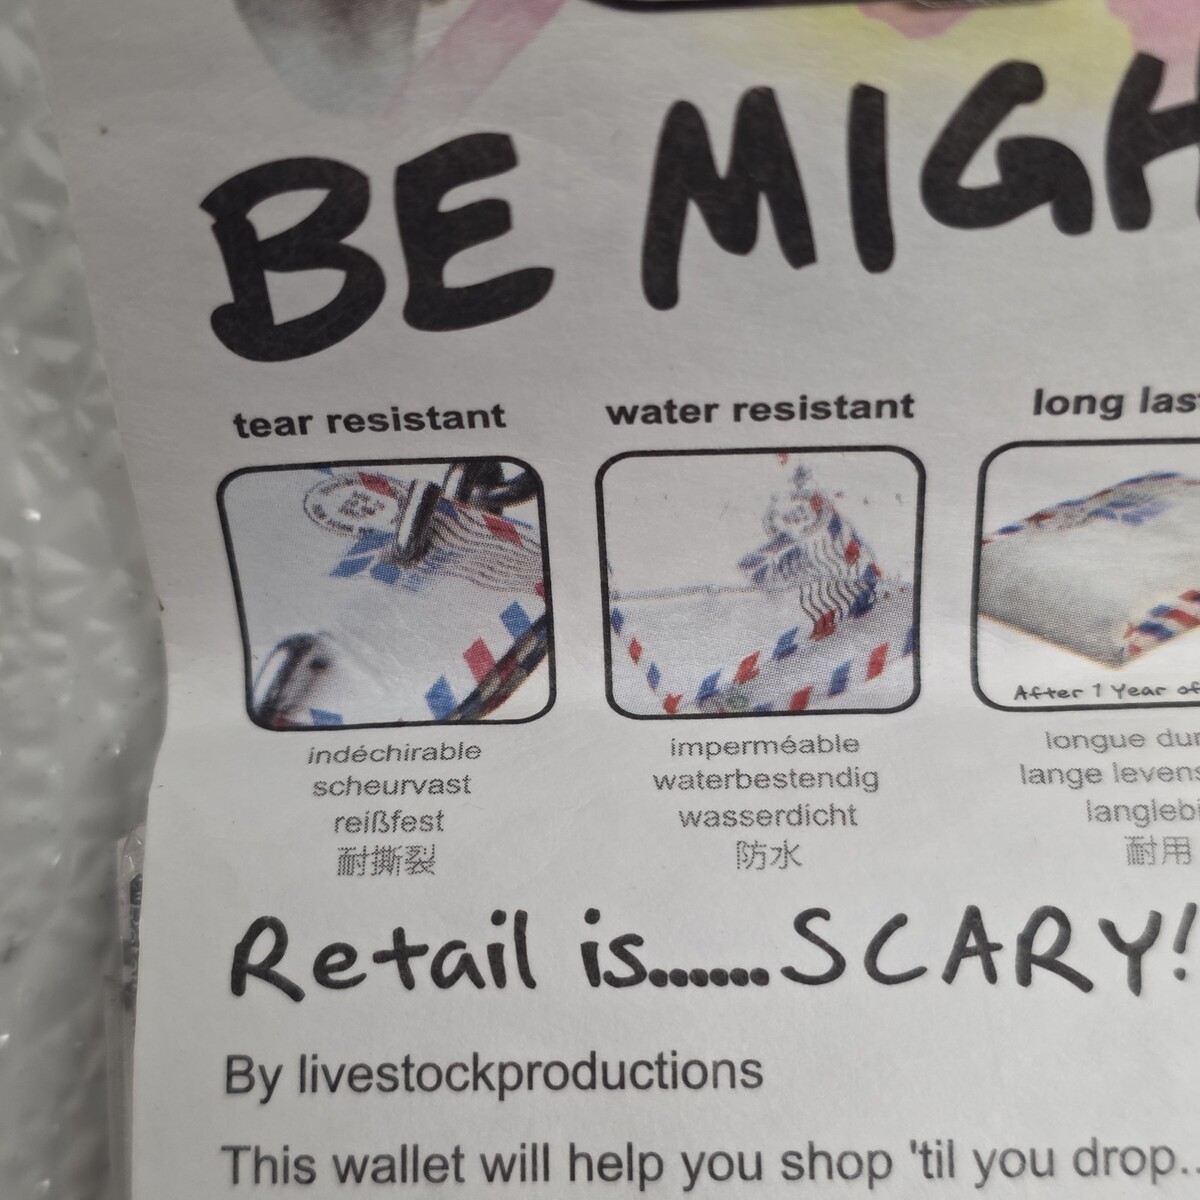 BE MIGH
tear resistant
water resistant
long las
After 1 Year of
indéchirable
scheurvast
reißfest
耐撕裂
imperméable
waterbestendig
wasserdicht
防水
longue dur
lange levens
langlebi
耐用
Retail is......SCARY!
By livestockproductions
This wallet will help you shop 'til you drop..